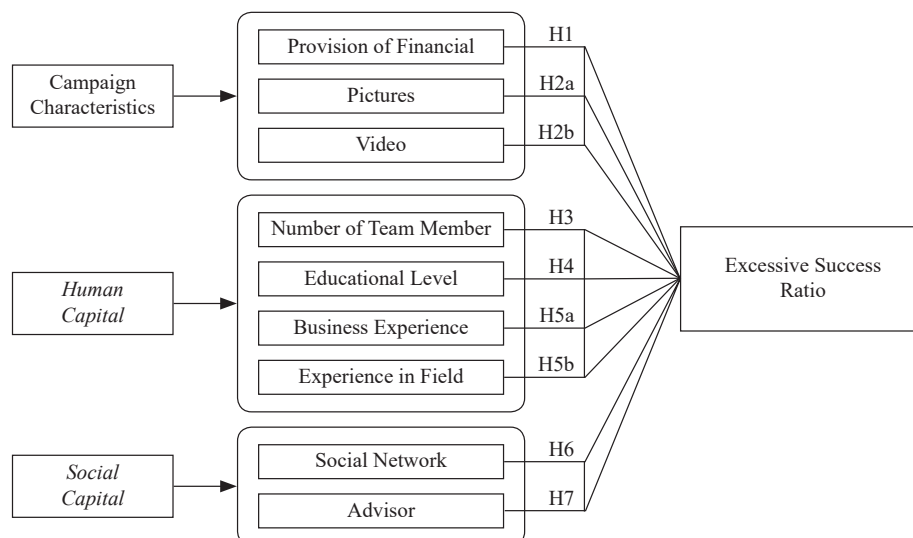 Campaign
Characteristics
Provision of Financial
H1
Pictures
H2a
Video
H2b
Human
Capital
Number of Team Member
H3
Educational Level
H4
Business Experience
H5a
Experience in Field
H5b
Social
Capital
Social Network
H6
Advisor
H7
Excessive Success
Ratio